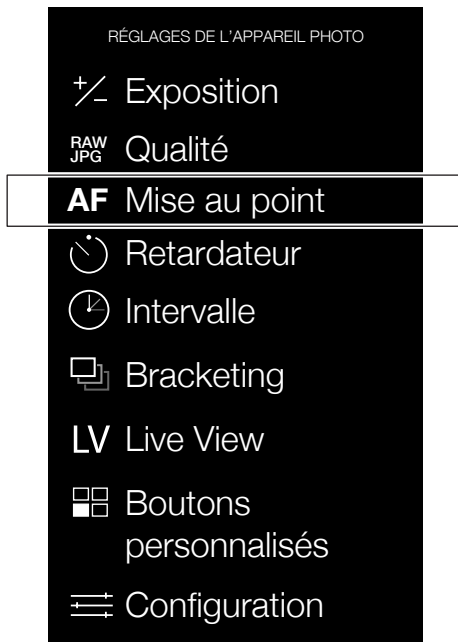 RÉGLAGES DE L'APPAREIL PHOTO
+/- Exposition
RAW JPG Qualité
AF Mise au point
Retardateur
Intervalle
Bracketing
LV Live View
Boutons
personnalisés
Configuration